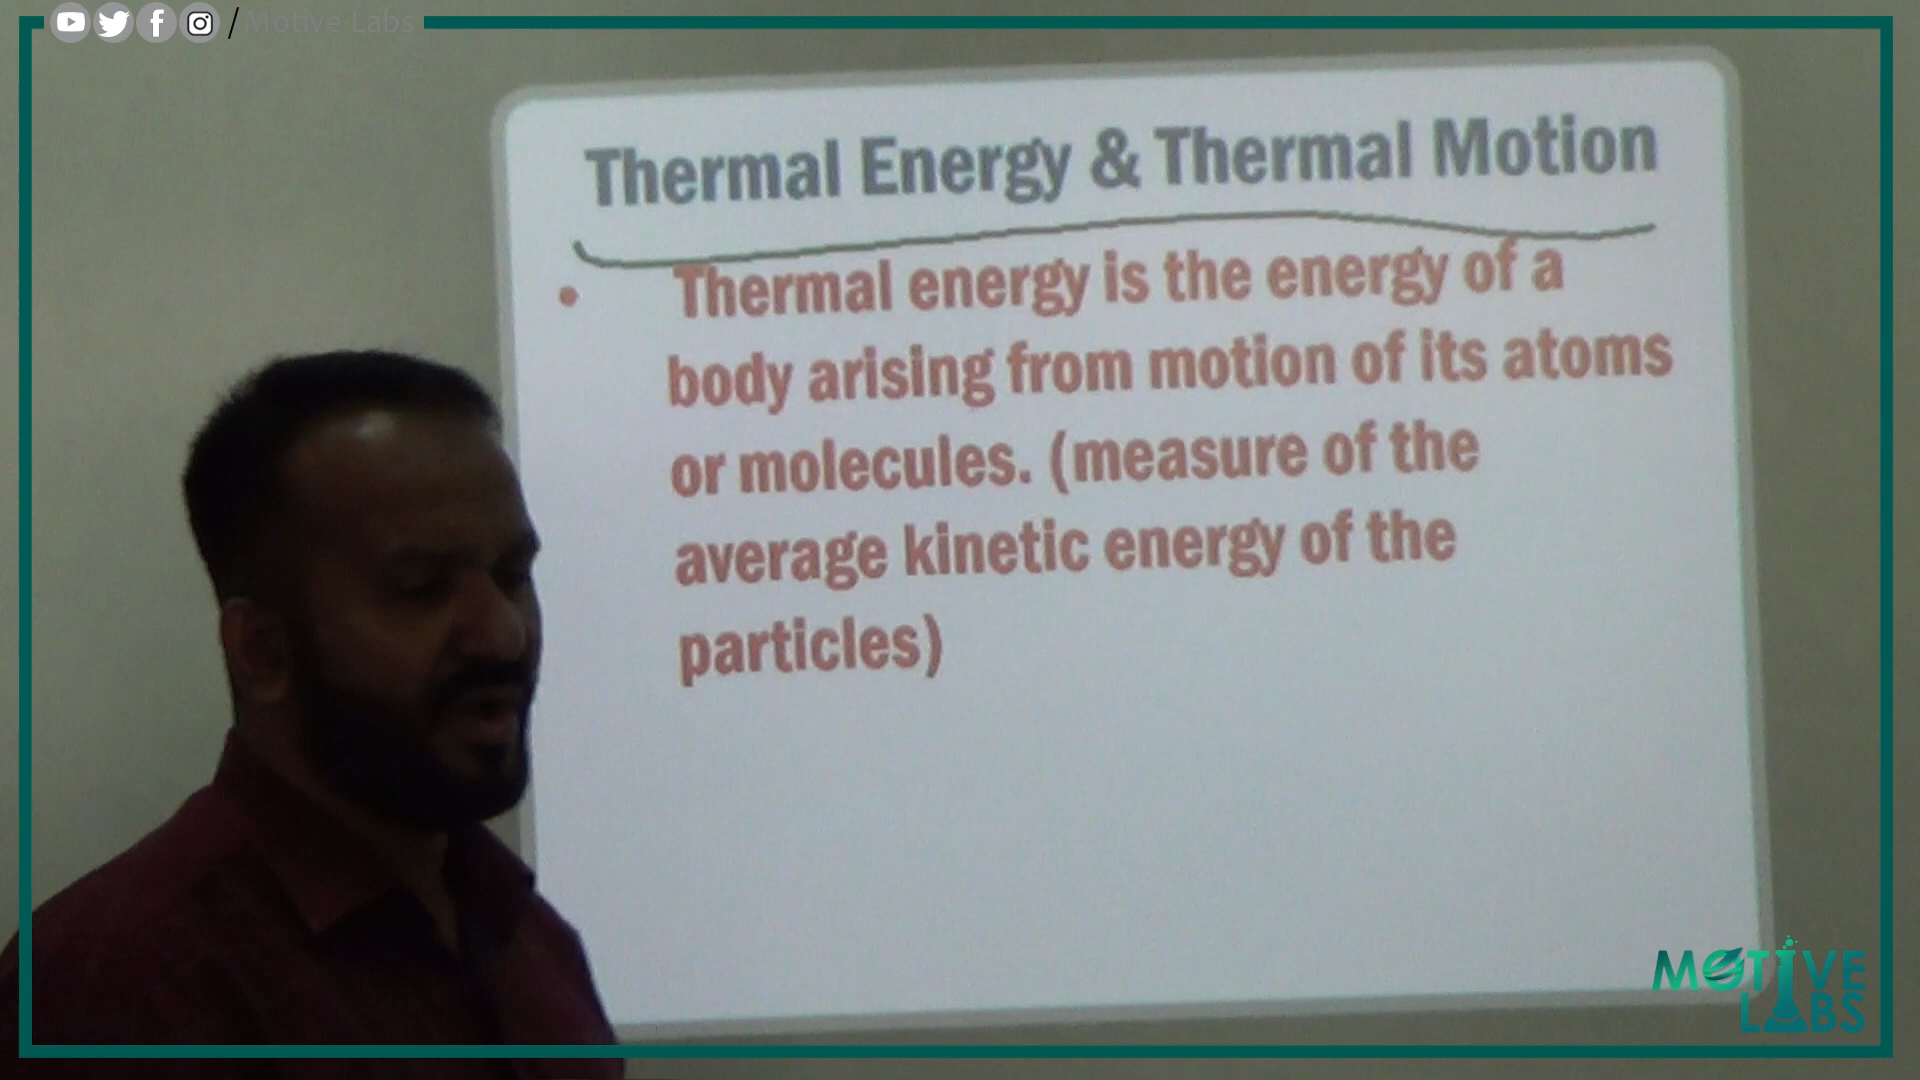 / Motive Labs
Thermal Energy & Thermal Motion
• Thermal energy is the energy of a
body arising from motion of its atoms
or molecules. (measure of the
average kinetic energy of the
particles)
MOTIVE
LABS